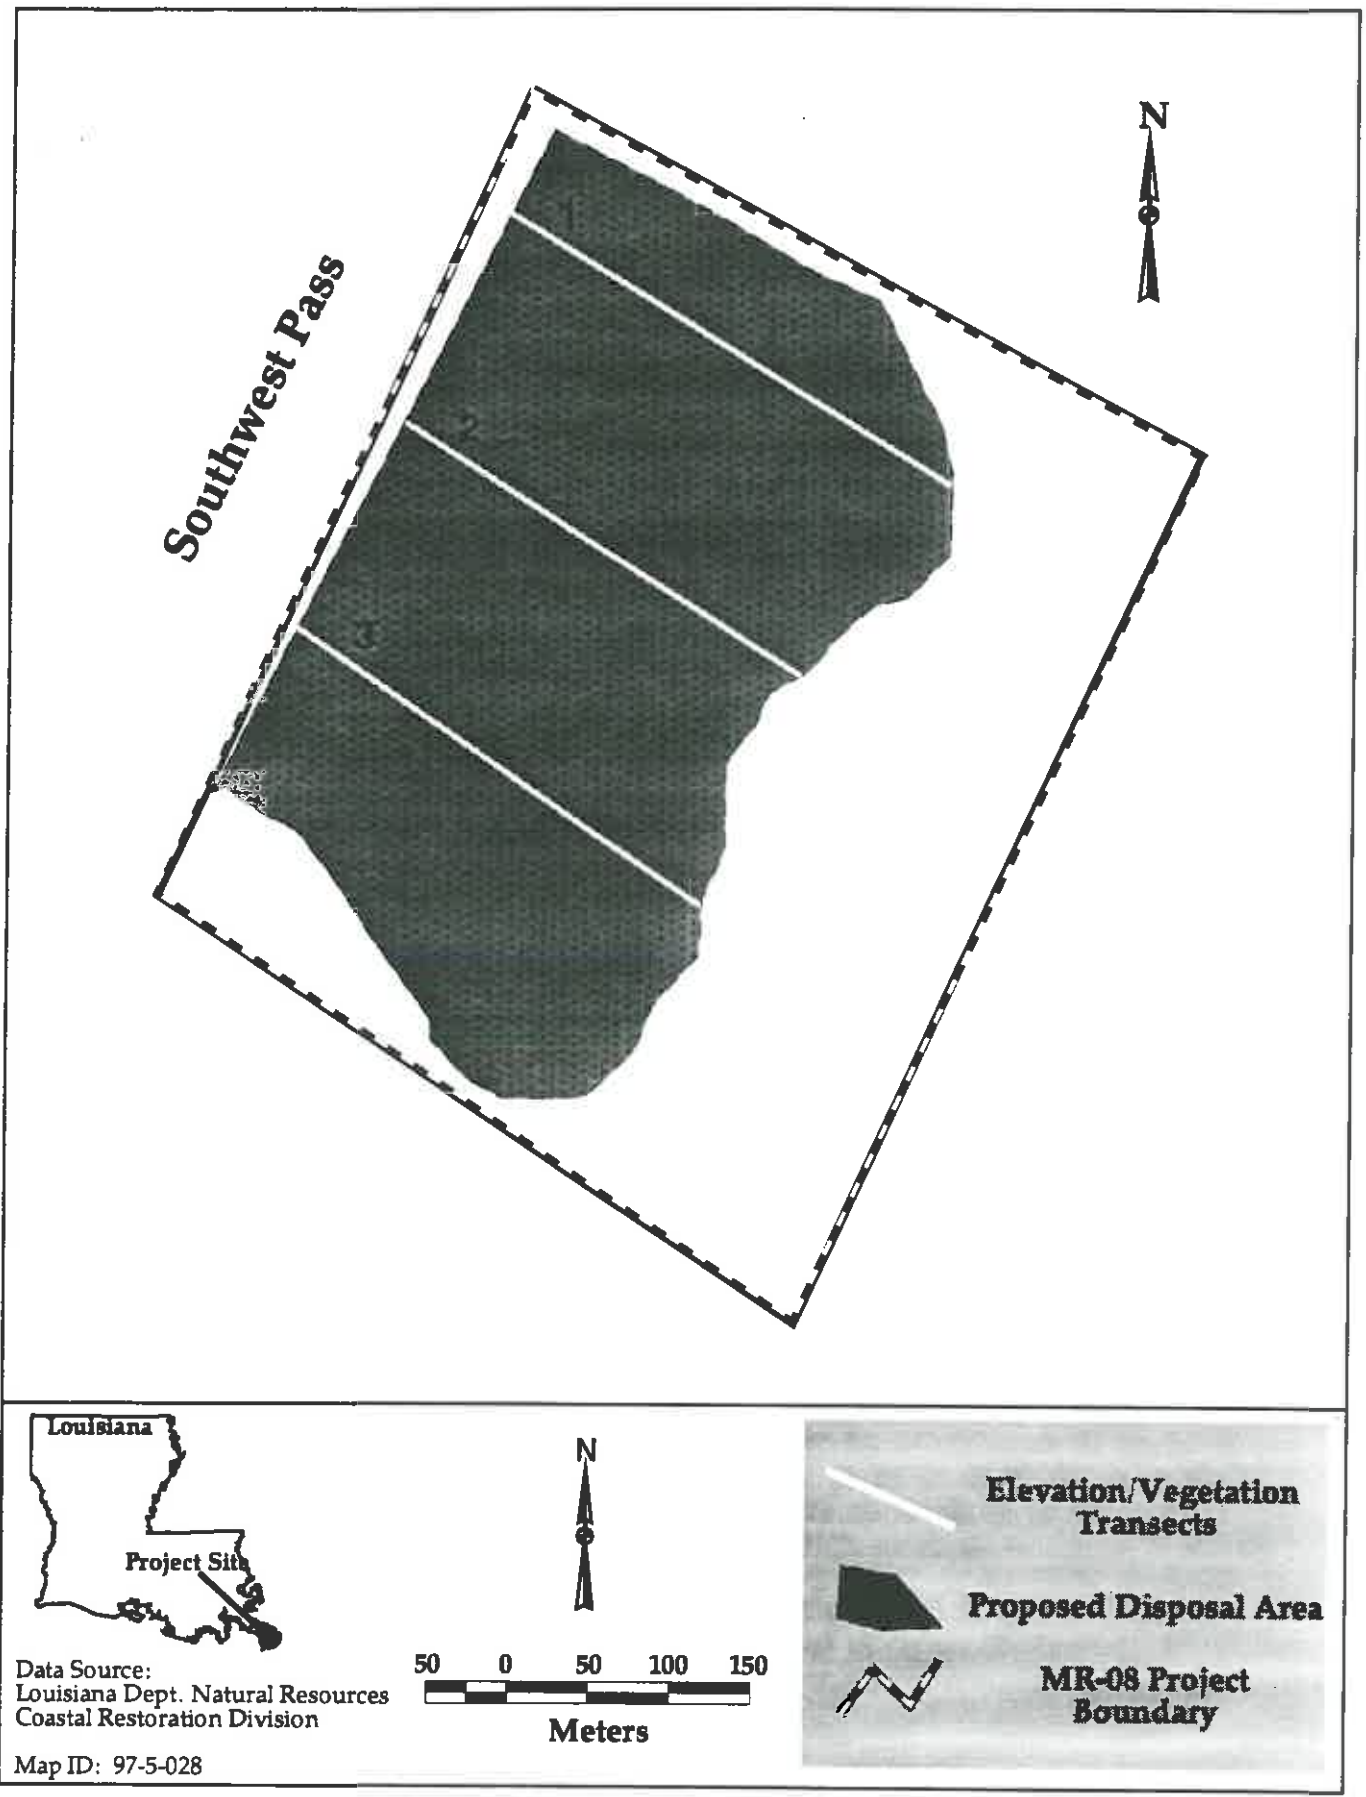 N
1
Southwest Pass
2
3
Louisiana
Project Site
Data Source:
Louisiana Dept. Natural Resources
Coastal Restoration Division
Map ID: 97-5-028
N
50 0 50 100 150
Meters
Elevation/Vegetation
Transects
Proposed Disposal Area
MR-08 Project
Boundary